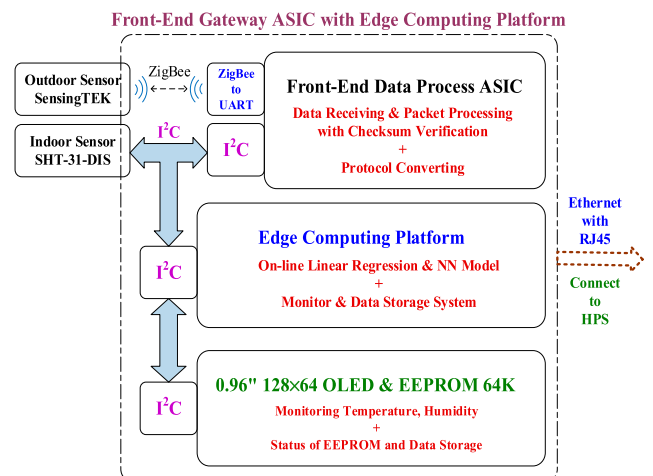 Front-End Gateway ASIC with Edge Computing Platform
Outdoor Sensor
SensingTEK
ZigBee
ZigBee
to
UART
Front-End Data Process ASIC
Data Receiving & Packet Processing
with Checksum Verification
+
Protocol Converting
Indoor Sensor
SHT-31-DIS
I²C
I²C
Ethernet
with
RJ45
Connect
to
HPS
I²C
Edge Computing Platform
On-line Linear Regression & NN Model
+
Monitor & Data Storage System
I²C
0.96" 128×64 OLED & EEPROM 64K
Monitoring Temperature, Humidity
+
Status of EEPROM and Data Storage